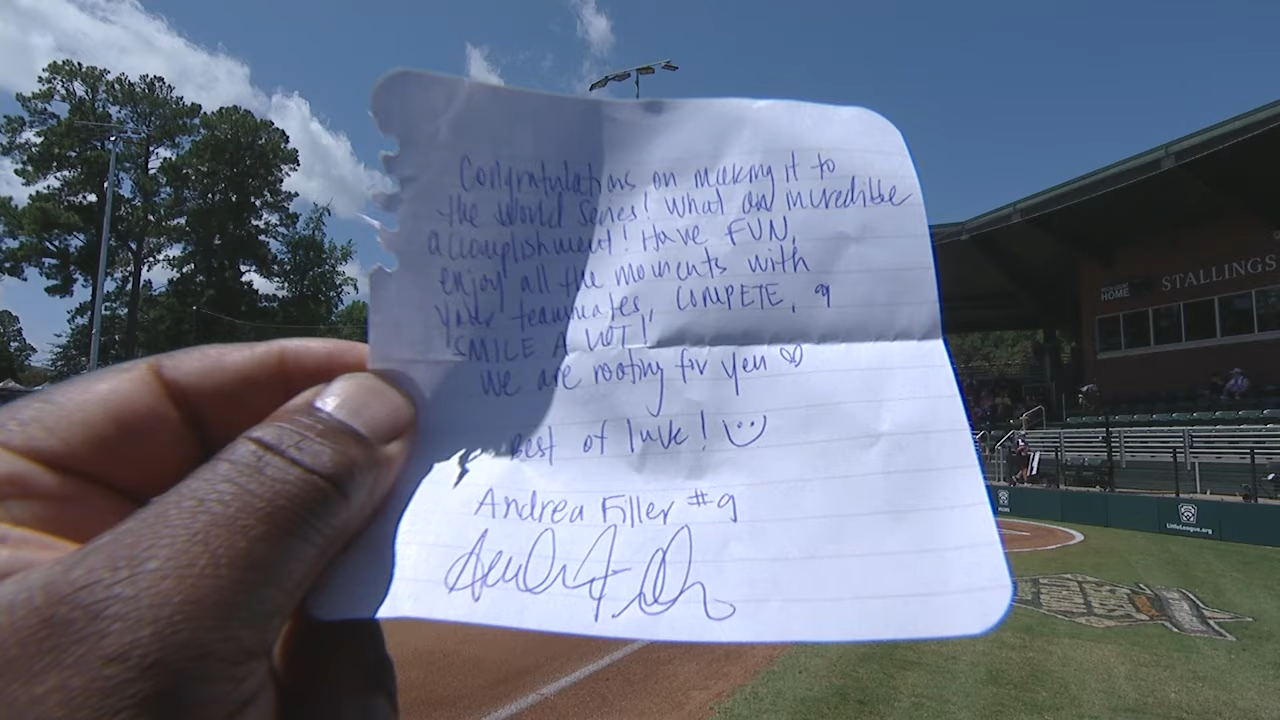 Congratulations on making it to
the world series! What an incredible
accomplishment! Have FUN,
enjoy all the moments with
your teammates, COMPETE, &
SMILE A LOT!
We are rooting for you ♡
Best of luck! :)
Andrea Filler #9
HOME
STALLINGS
LittleLeague.org